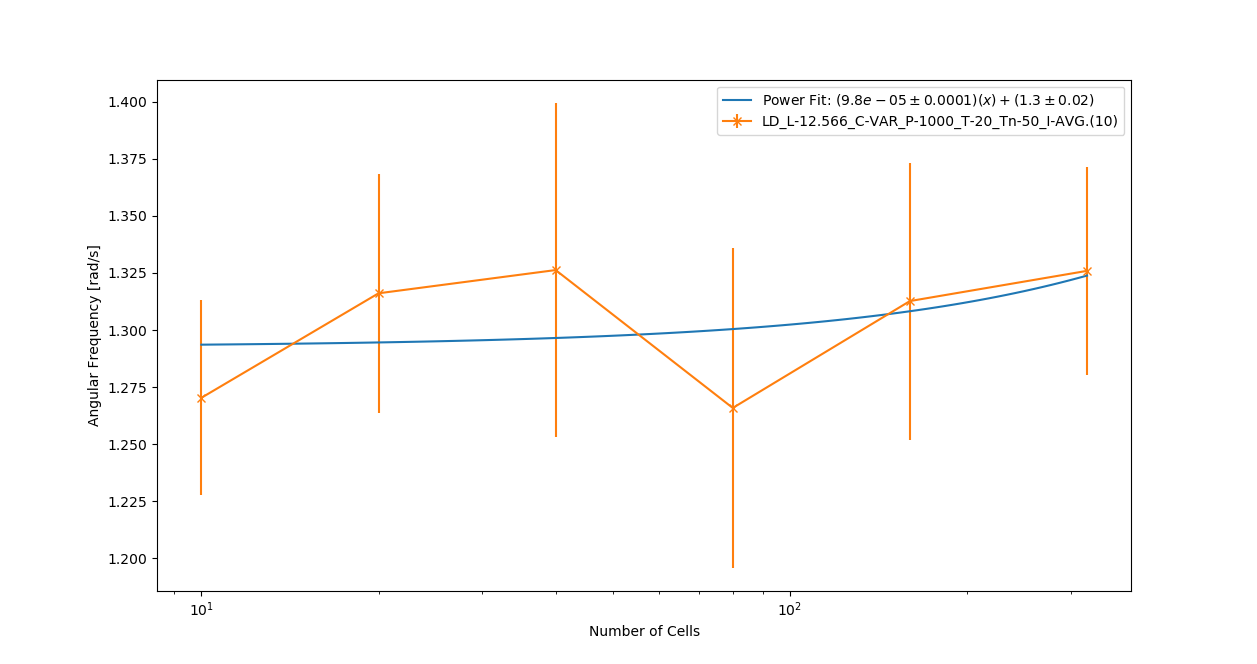 Power Fit: (9.8e − 05 ± 0.0001)(x) + (1.3 ± 0.02)
LD_L-12.566_C-VAR_P-1000_T-20_Tn-50_I-AVG.(10)
1.400
1.375
1.350
1.325
1.300
1.275
1.250
1.225
1.200
Angular Frequency [rad/s]
10¹ 10²
Number of Cells